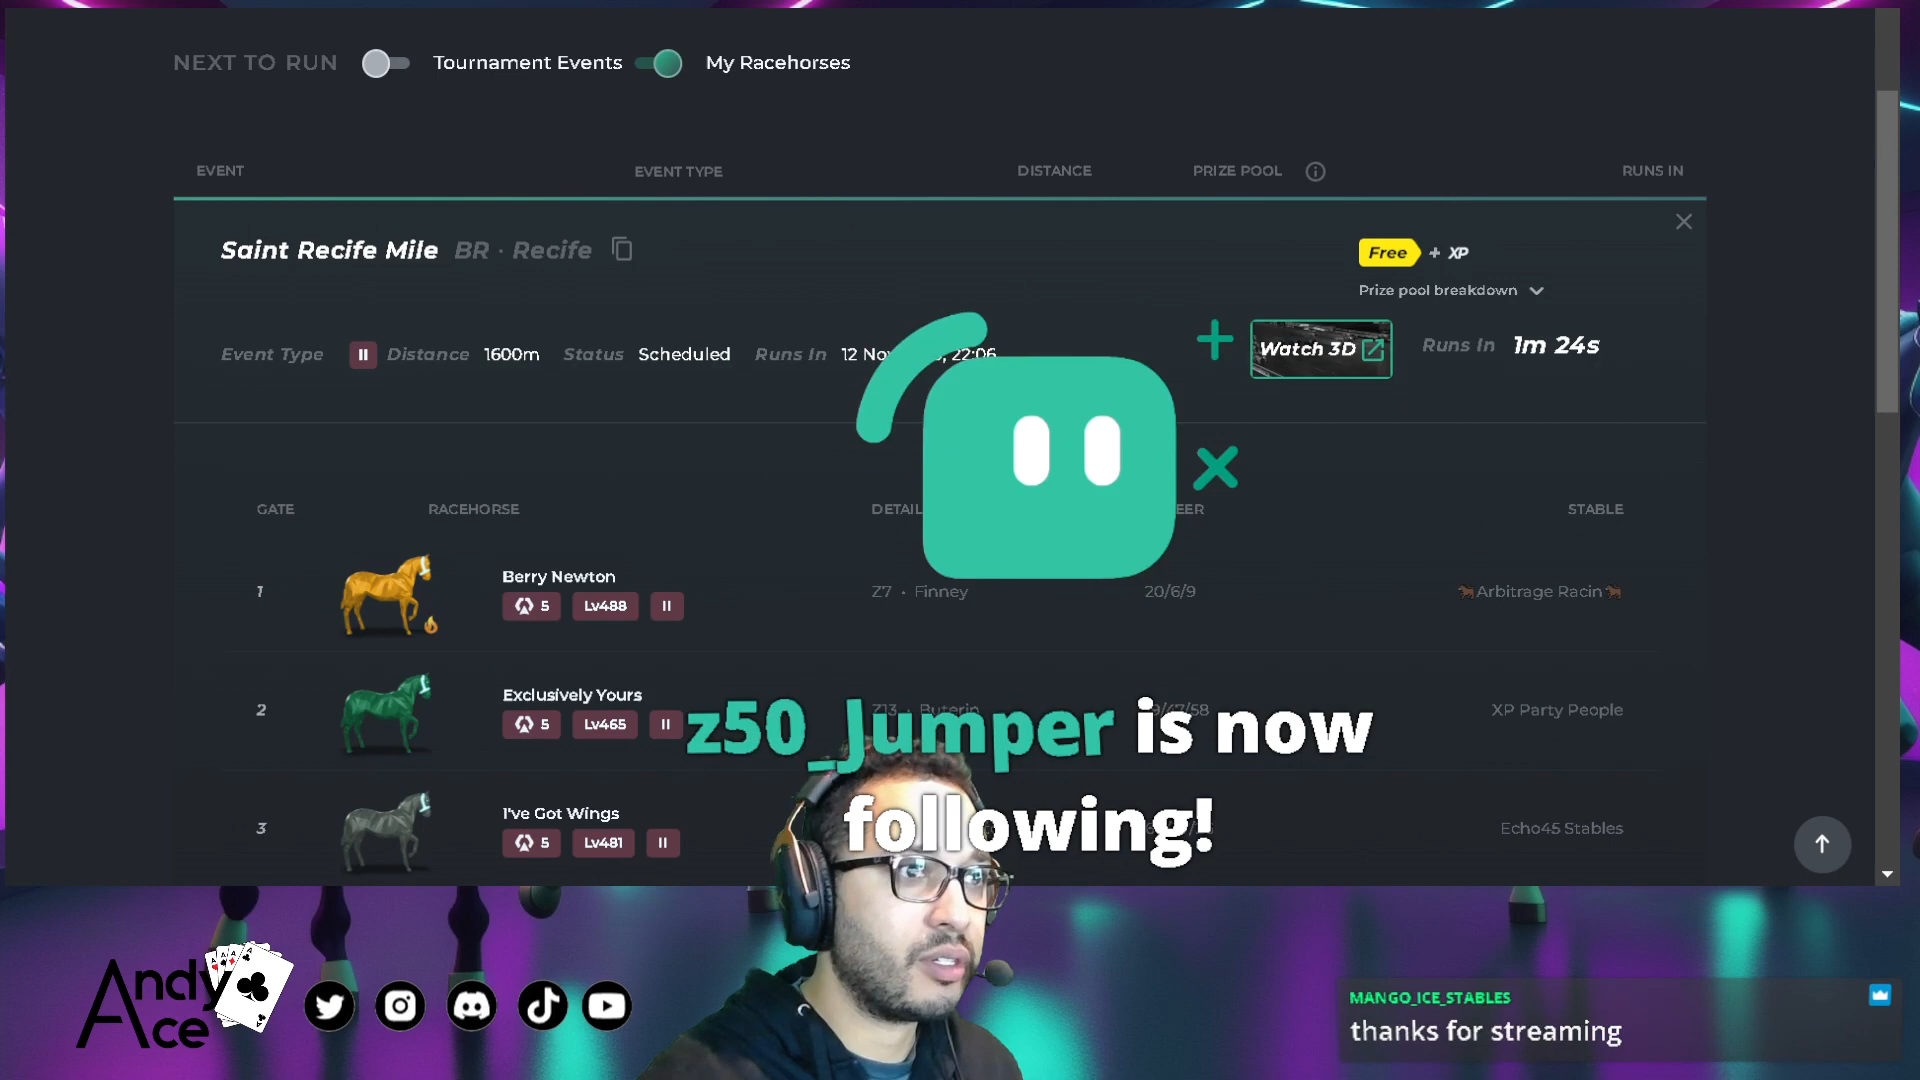 NEXT TO RUN Tournament Events My Racehorses
EVENT EVENT TYPE DISTANCE PRIZE POOL RUNS IN
Saint Recife Mile BR · Recife
Free + XP
Prize pool breakdown
Event Type II Distance 1600m Status Scheduled Runs In 12 Nov 22:06
Watch 3D
Runs In 1m 24s
GATE RACEHORSE STABLE
1 Berry Newton Z7 · Finney 20/6/9 Arbitrage Racin
5 Lv488 II
2 Exclusively Yours Z13 · Buterin XP Party People
5 Lv465 II
z50_Jumper is now
following!
3 I've Got Wings Echo45 Stables
5 Lv481 II
Andy
Ace
MANGO_ICE_STABLES
thanks for streaming